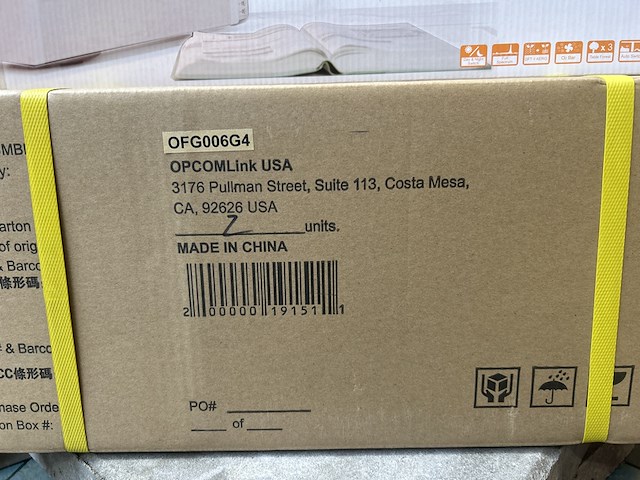 x 3
MBL
y:
OFG006G4
OPCOMLink USA
3176 Pullman Street, Suite 113, Costa Mesa,
CA, 92626 USA
2 units.
MADE IN CHINA
2 00000 19151 1
arton
of orig
& Barco
條形碼
# & Barco
CC條形碼
hase Orde
on Box #:
PO#
of